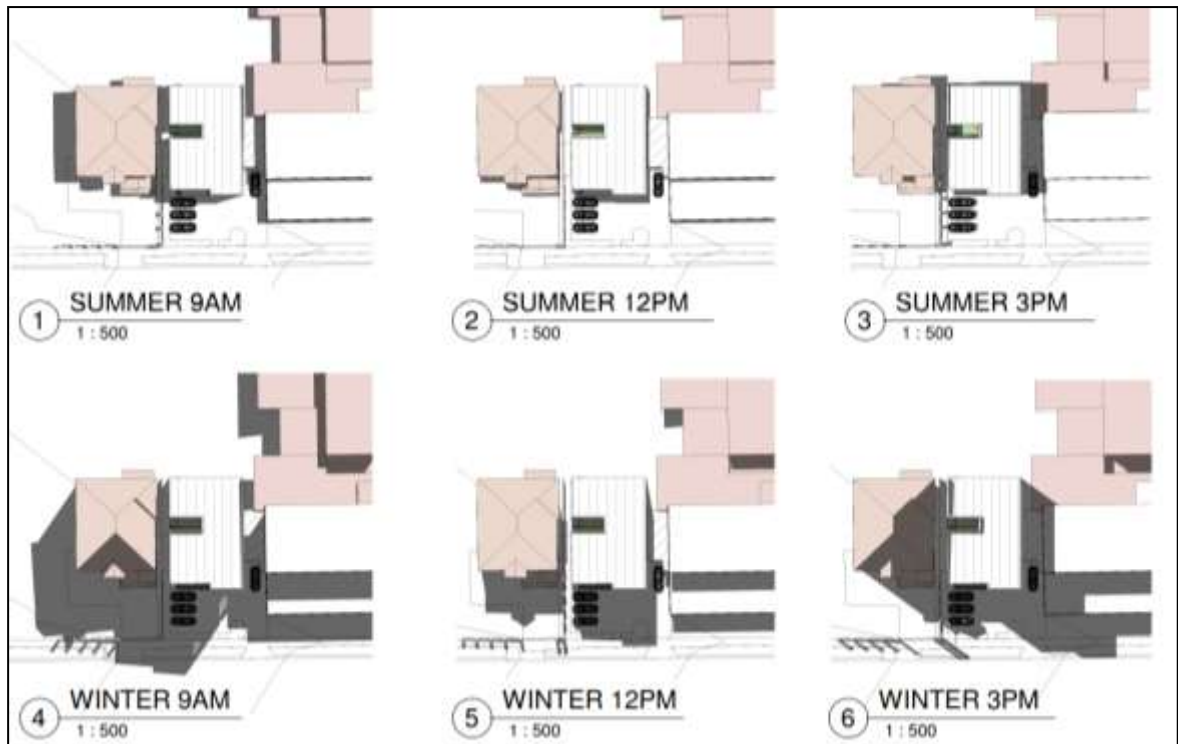 1 SUMMER 9AM
1 : 500
2 SUMMER 12PM
1 : 500
3 SUMMER 3PM
1 : 500
4 WINTER 9AM
1 : 500
5 WINTER 12PM
1 : 500
6 WINTER 3PM
1 : 500